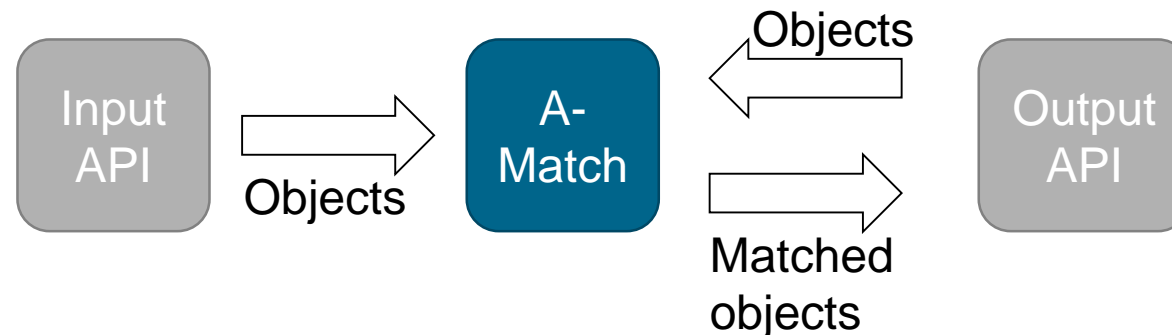 Input
API
Objects
A-
Match
Objects
Matched
objects
Output
API